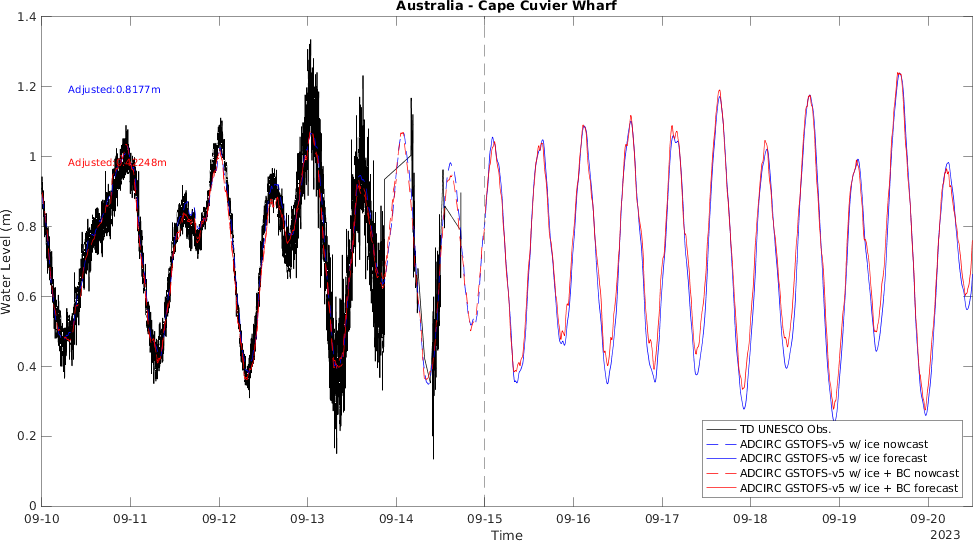 Australia - Cape Cuvier Wharf
1.4
1.2
1
0.8
0.6
0.4
0.2
0
Water Level (m)
Adjusted:0.8177m
Adjusted: 2248m
TD UNESCO Obs.
ADCIRC GSTOFS-v5 w/ ice nowcast
ADCIRC GSTOFS-v5 w/ ice forecast
ADCIRC GSTOFS-v5 w/ ice + BC nowcast
ADCIRC GSTOFS-v5 w/ ice + BC forecast
09-10 09-11 09-12 09-13 09-14 09-15 09-16 09-17 09-18 09-19 09-20
Time
2023